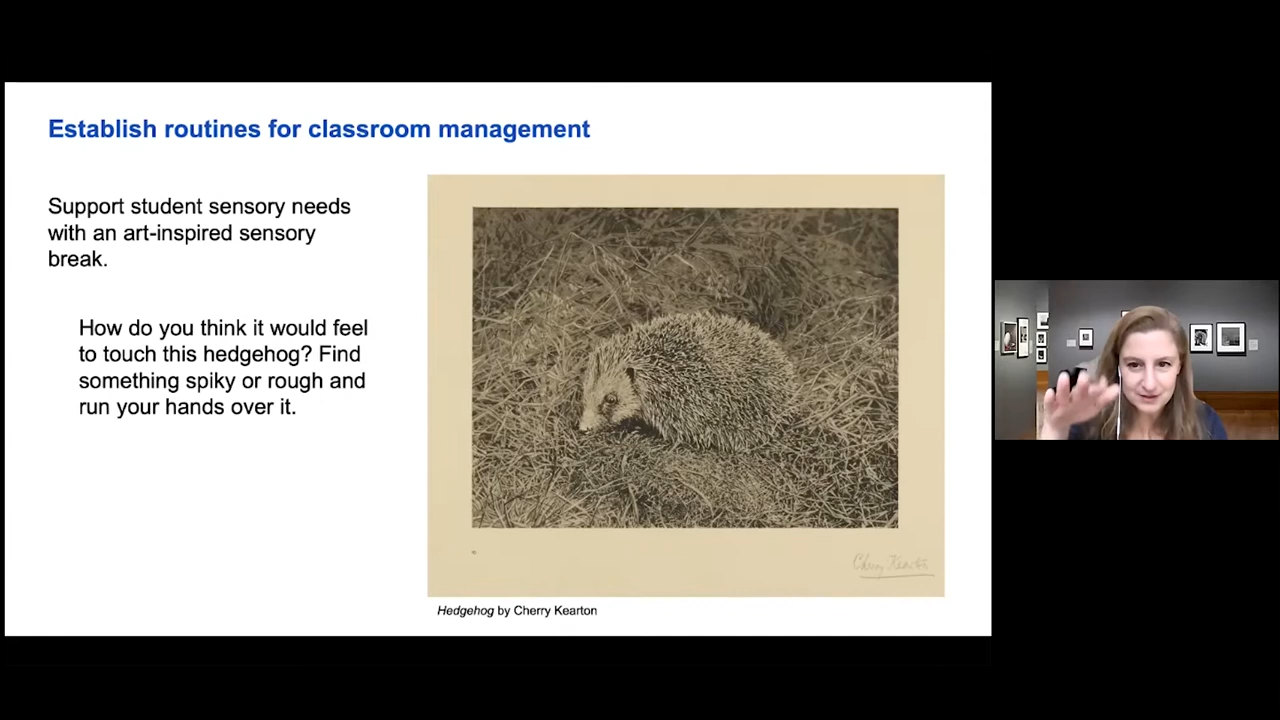 Establish routines for classroom management
Support student sensory needs
with an art-inspired sensory
break.
How do you think it would feel
to touch this hedgehog? Find
something spiky or rough and
run your hands over it.
Cherry Kearton
Hedgehog by Cherry Kearton